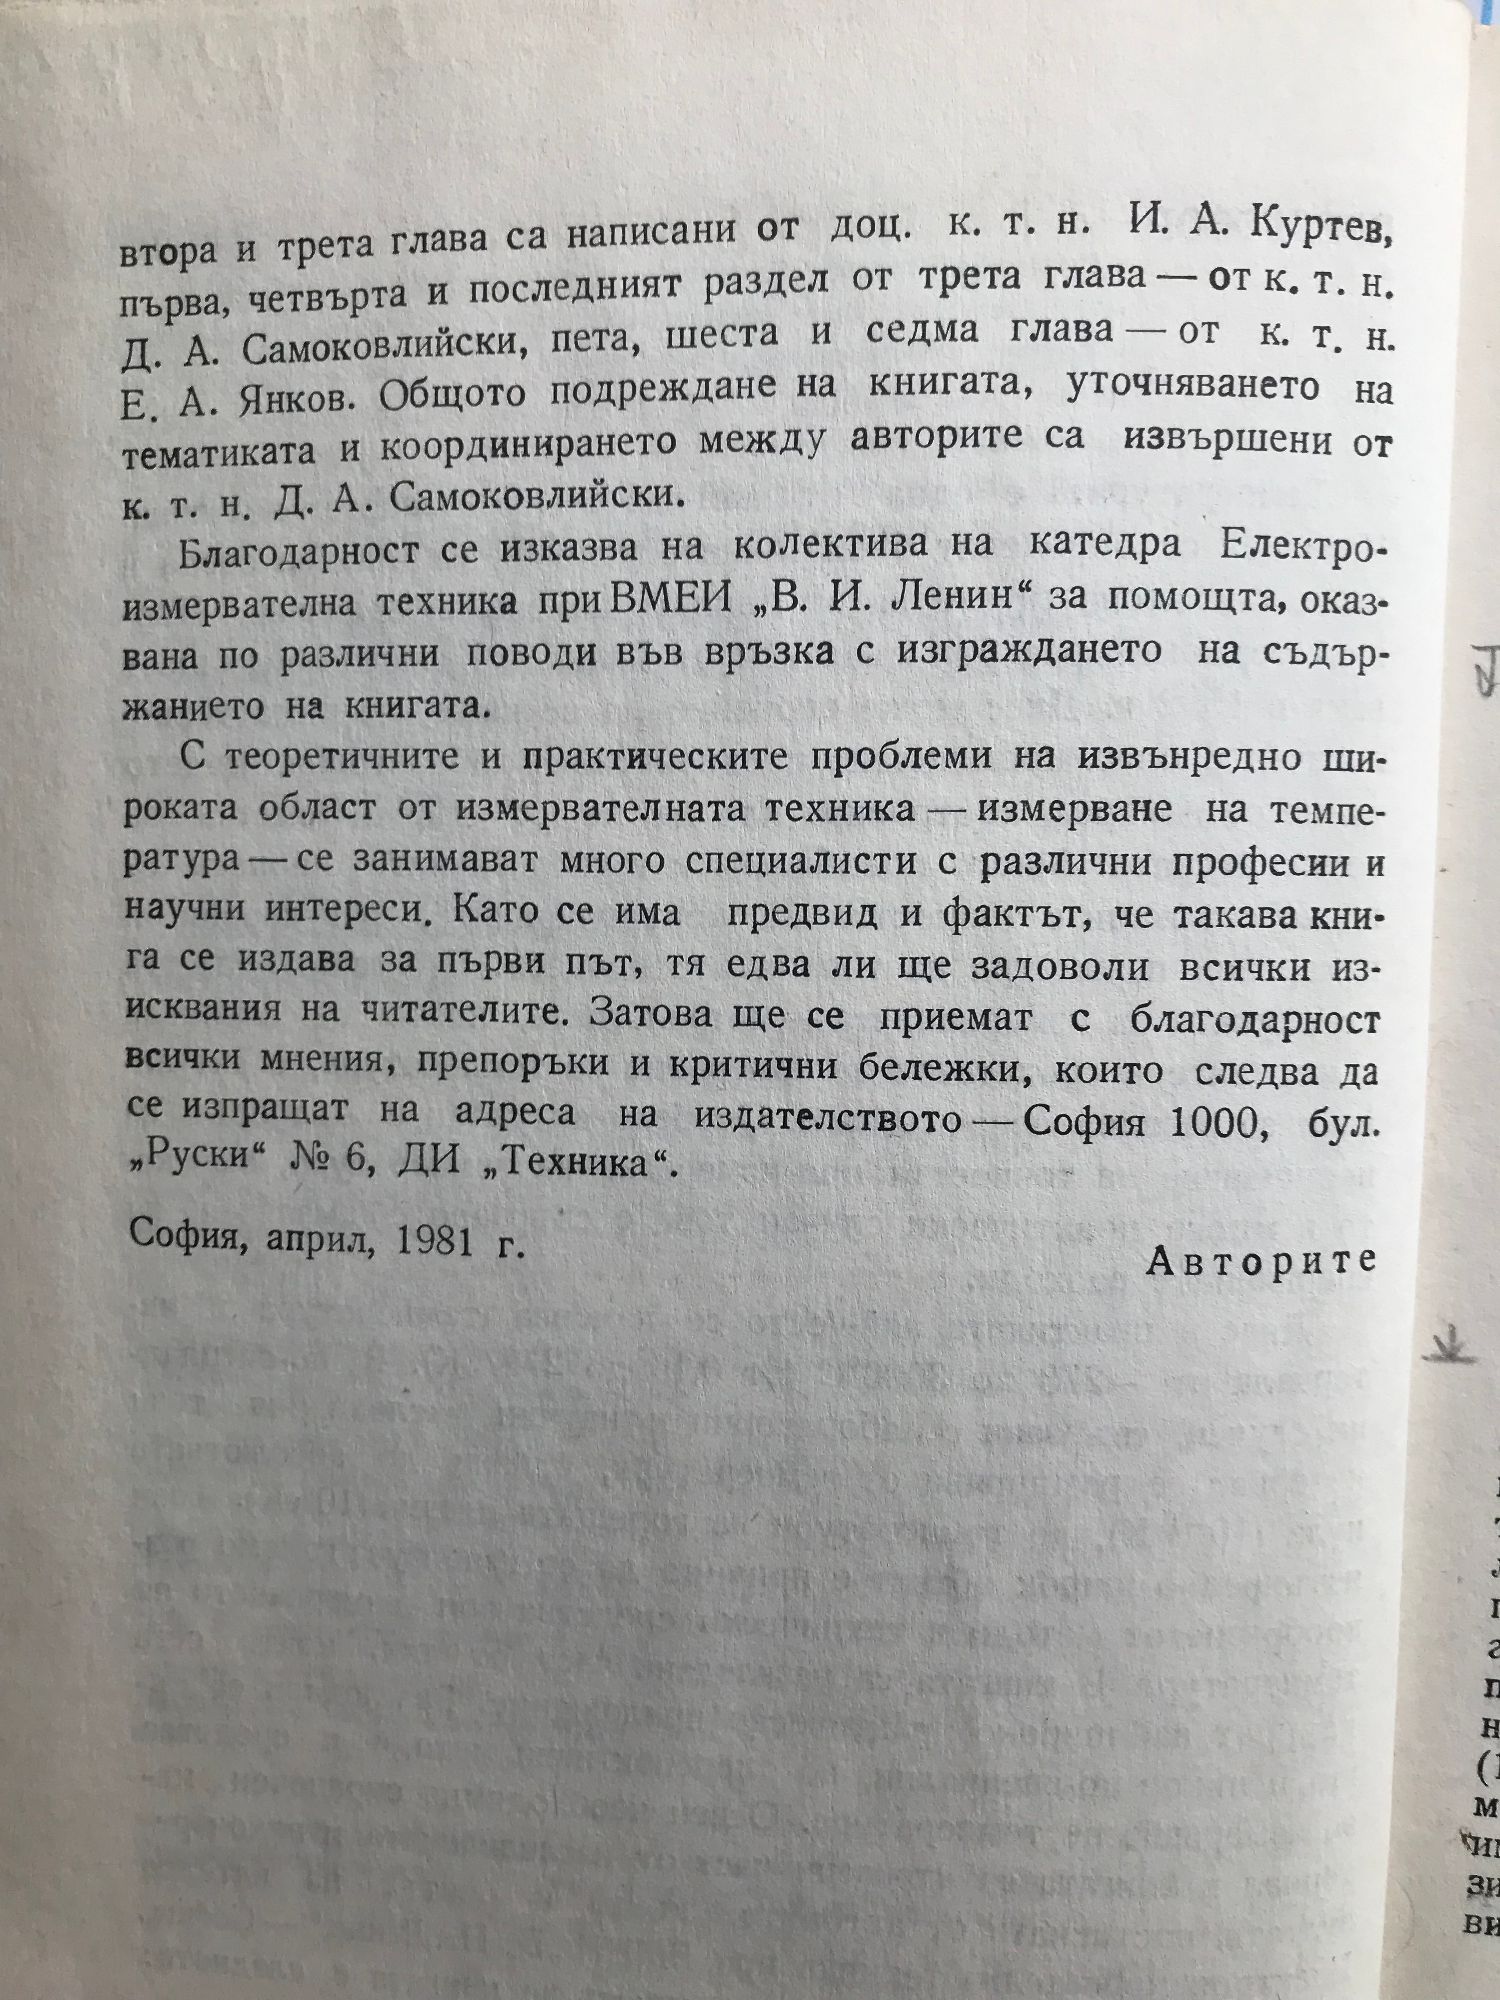 втора и трета глава са написани от доц. к. т. н. И. А. Куртев,
първа, четвърта и последният раздел от трета глава — от к. т. н.
Д. А. Самоковлийски, пета, шеста и седма глава — от к. т. н.
Е. А. Янков. Общото подреждане на книгата, уточняването на
тематиката и координирането между авторите са извършени от
к. т. н. Д. А. Самоковлийски.
Благодарност се изказва на колектива на катедра Електро-
измервателна техника при ВМЕИ „В. И. Ленин“ за помощта, оказ-
вана по различни поводи във връзка с изграждането на съдър-
жанието на книгата.
С теоретичните и практическите проблеми на извънредно ши-
роката област от измервателната техника — измерване на темпе-
ратура — се занимават много специалисти с различни професии и
научни интереси. Като се има предвид и фактът, че такава кни-
га се издава за първи път, тя едва ли ще задоволи всички из-
исквания на читателите. Затова ще се приемат с благодарност
всички мнения, препоръки и критични бележки, които следва да
се изпращат на адреса на издателството — София 1000, бул.
„Руски“ № 6, ДИ „Техника“.
София, април, 1981 г.
Авторите